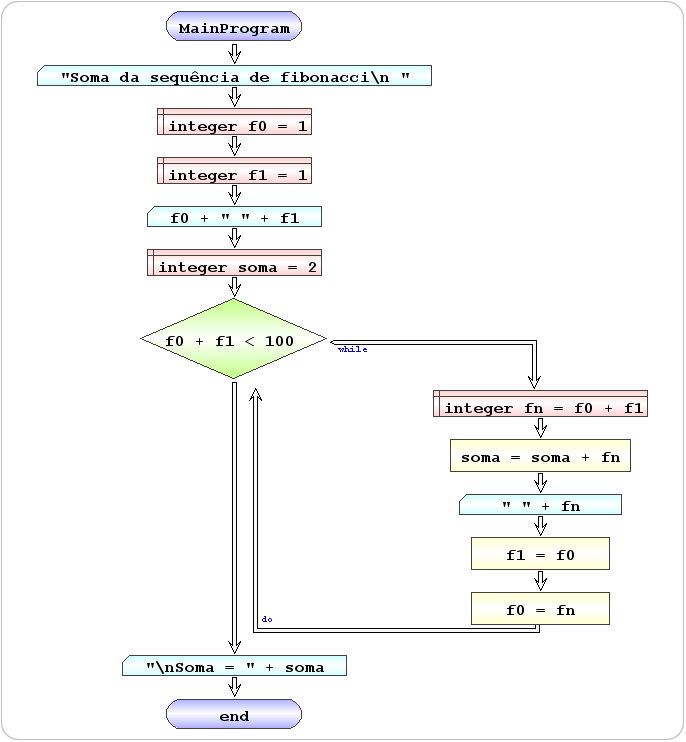 MainProgram
"Soma da sequência de fibonacci\n "
integer f0 = 1
integer f1 = 1
f0 + " " + f1
integer soma = 2
f0 + f1 < 100
while
integer fn = f0 + f1
soma = soma + fn
" " + fn
f1 = f0
f0 = fn
do
"\nSoma = " + soma
end